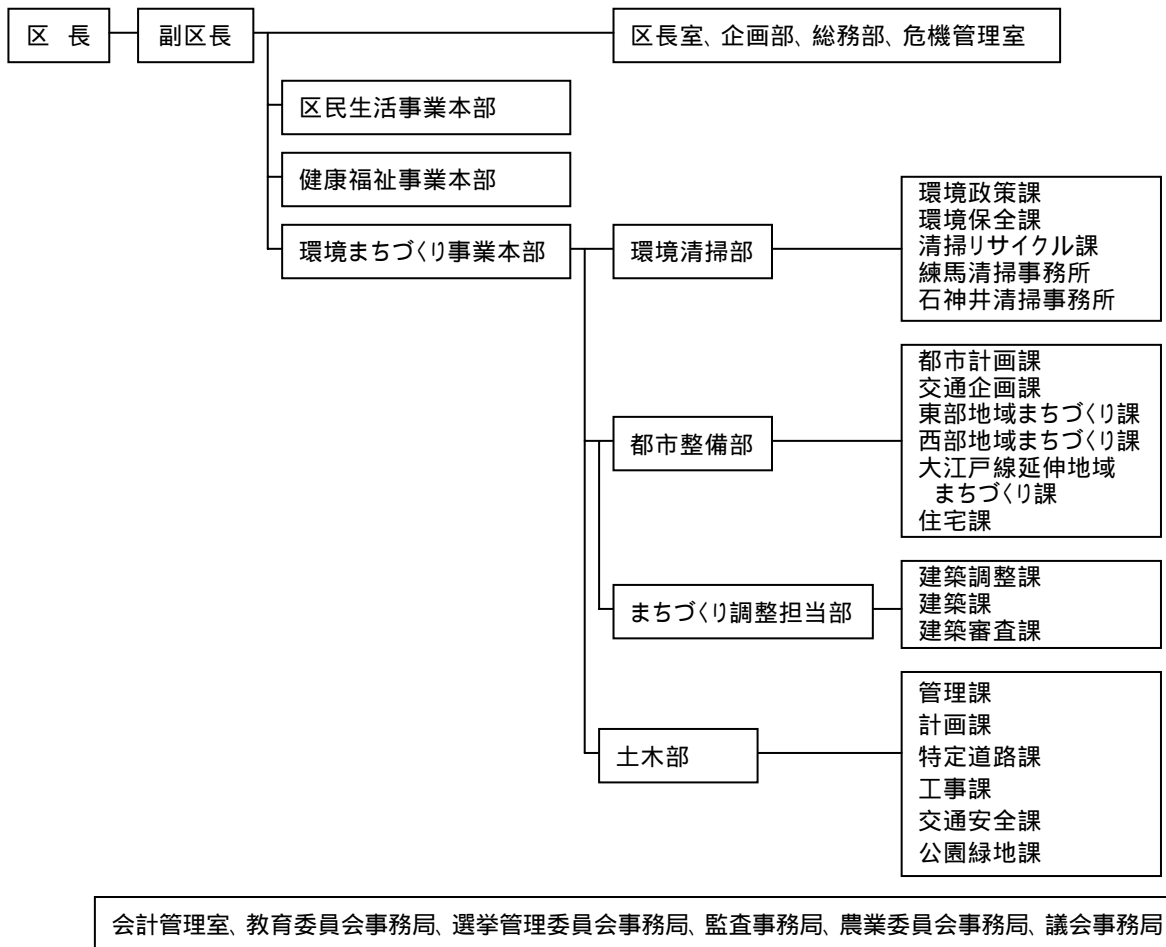 区 長
副区長
区長室、企画部、総務部、危機管理室
区民生活事業本部
健康福祉事業本部
環境まちづくり事業本部
環境清掃部
環境政策課
環境保全課
清掃リサイクル課
練馬清掃事務所
石神井清掃事務所
都市整備部
都市計画課
交通企画課
東部地域まちづくり課
西部地域まちづくり課
大江戸線延伸地域
まちづくり課
住宅課
まちづくり調整担当部
建築調整課
建築課
建築審査課
土木部
管理課
計画課
特定道路課
工事課
交通安全課
公園緑地課
会計管理室、教育委員会事務局、選挙管理委員会事務局、監査事務局、農業委員会事務局、議会事務局